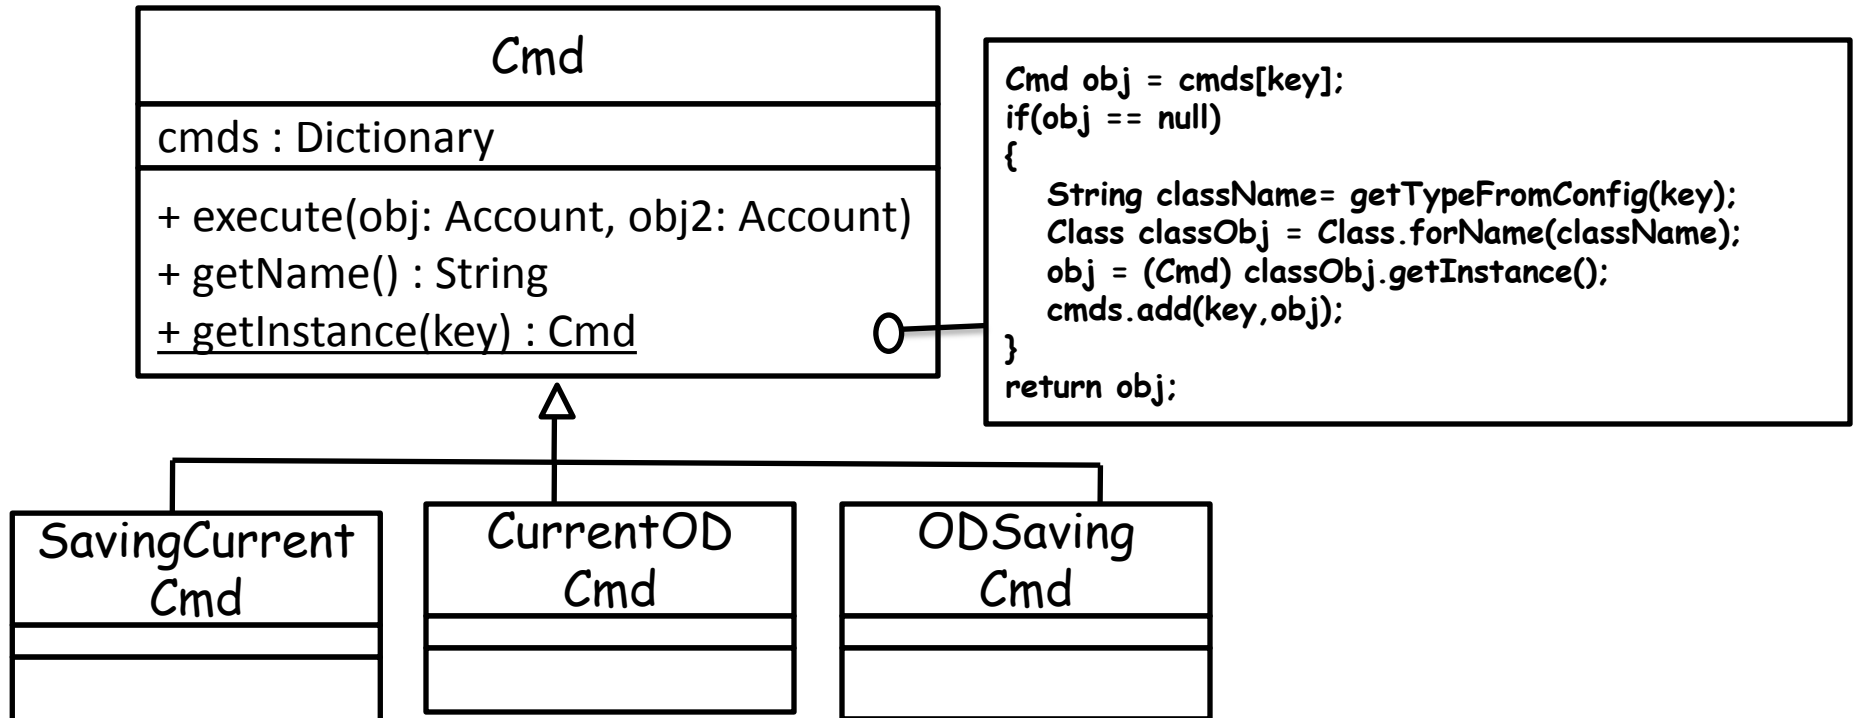 Cmd
cmds : Dictionary
+ execute(obj: Account, obj2: Account)
+ getName() : String
+ getInstance(key) : Cmd
Cmd obj = cmds[key];
if(obj == null)
{
String className= getTypeFromConfig(key);
Class classObj = Class.forName(className);
obj = (Cmd) classObj.getInstance();
cmds.add(key,obj);
}
return obj;
SavingCurrent
Cmd
CurrentOD
Cmd
ODSaving
Cmd